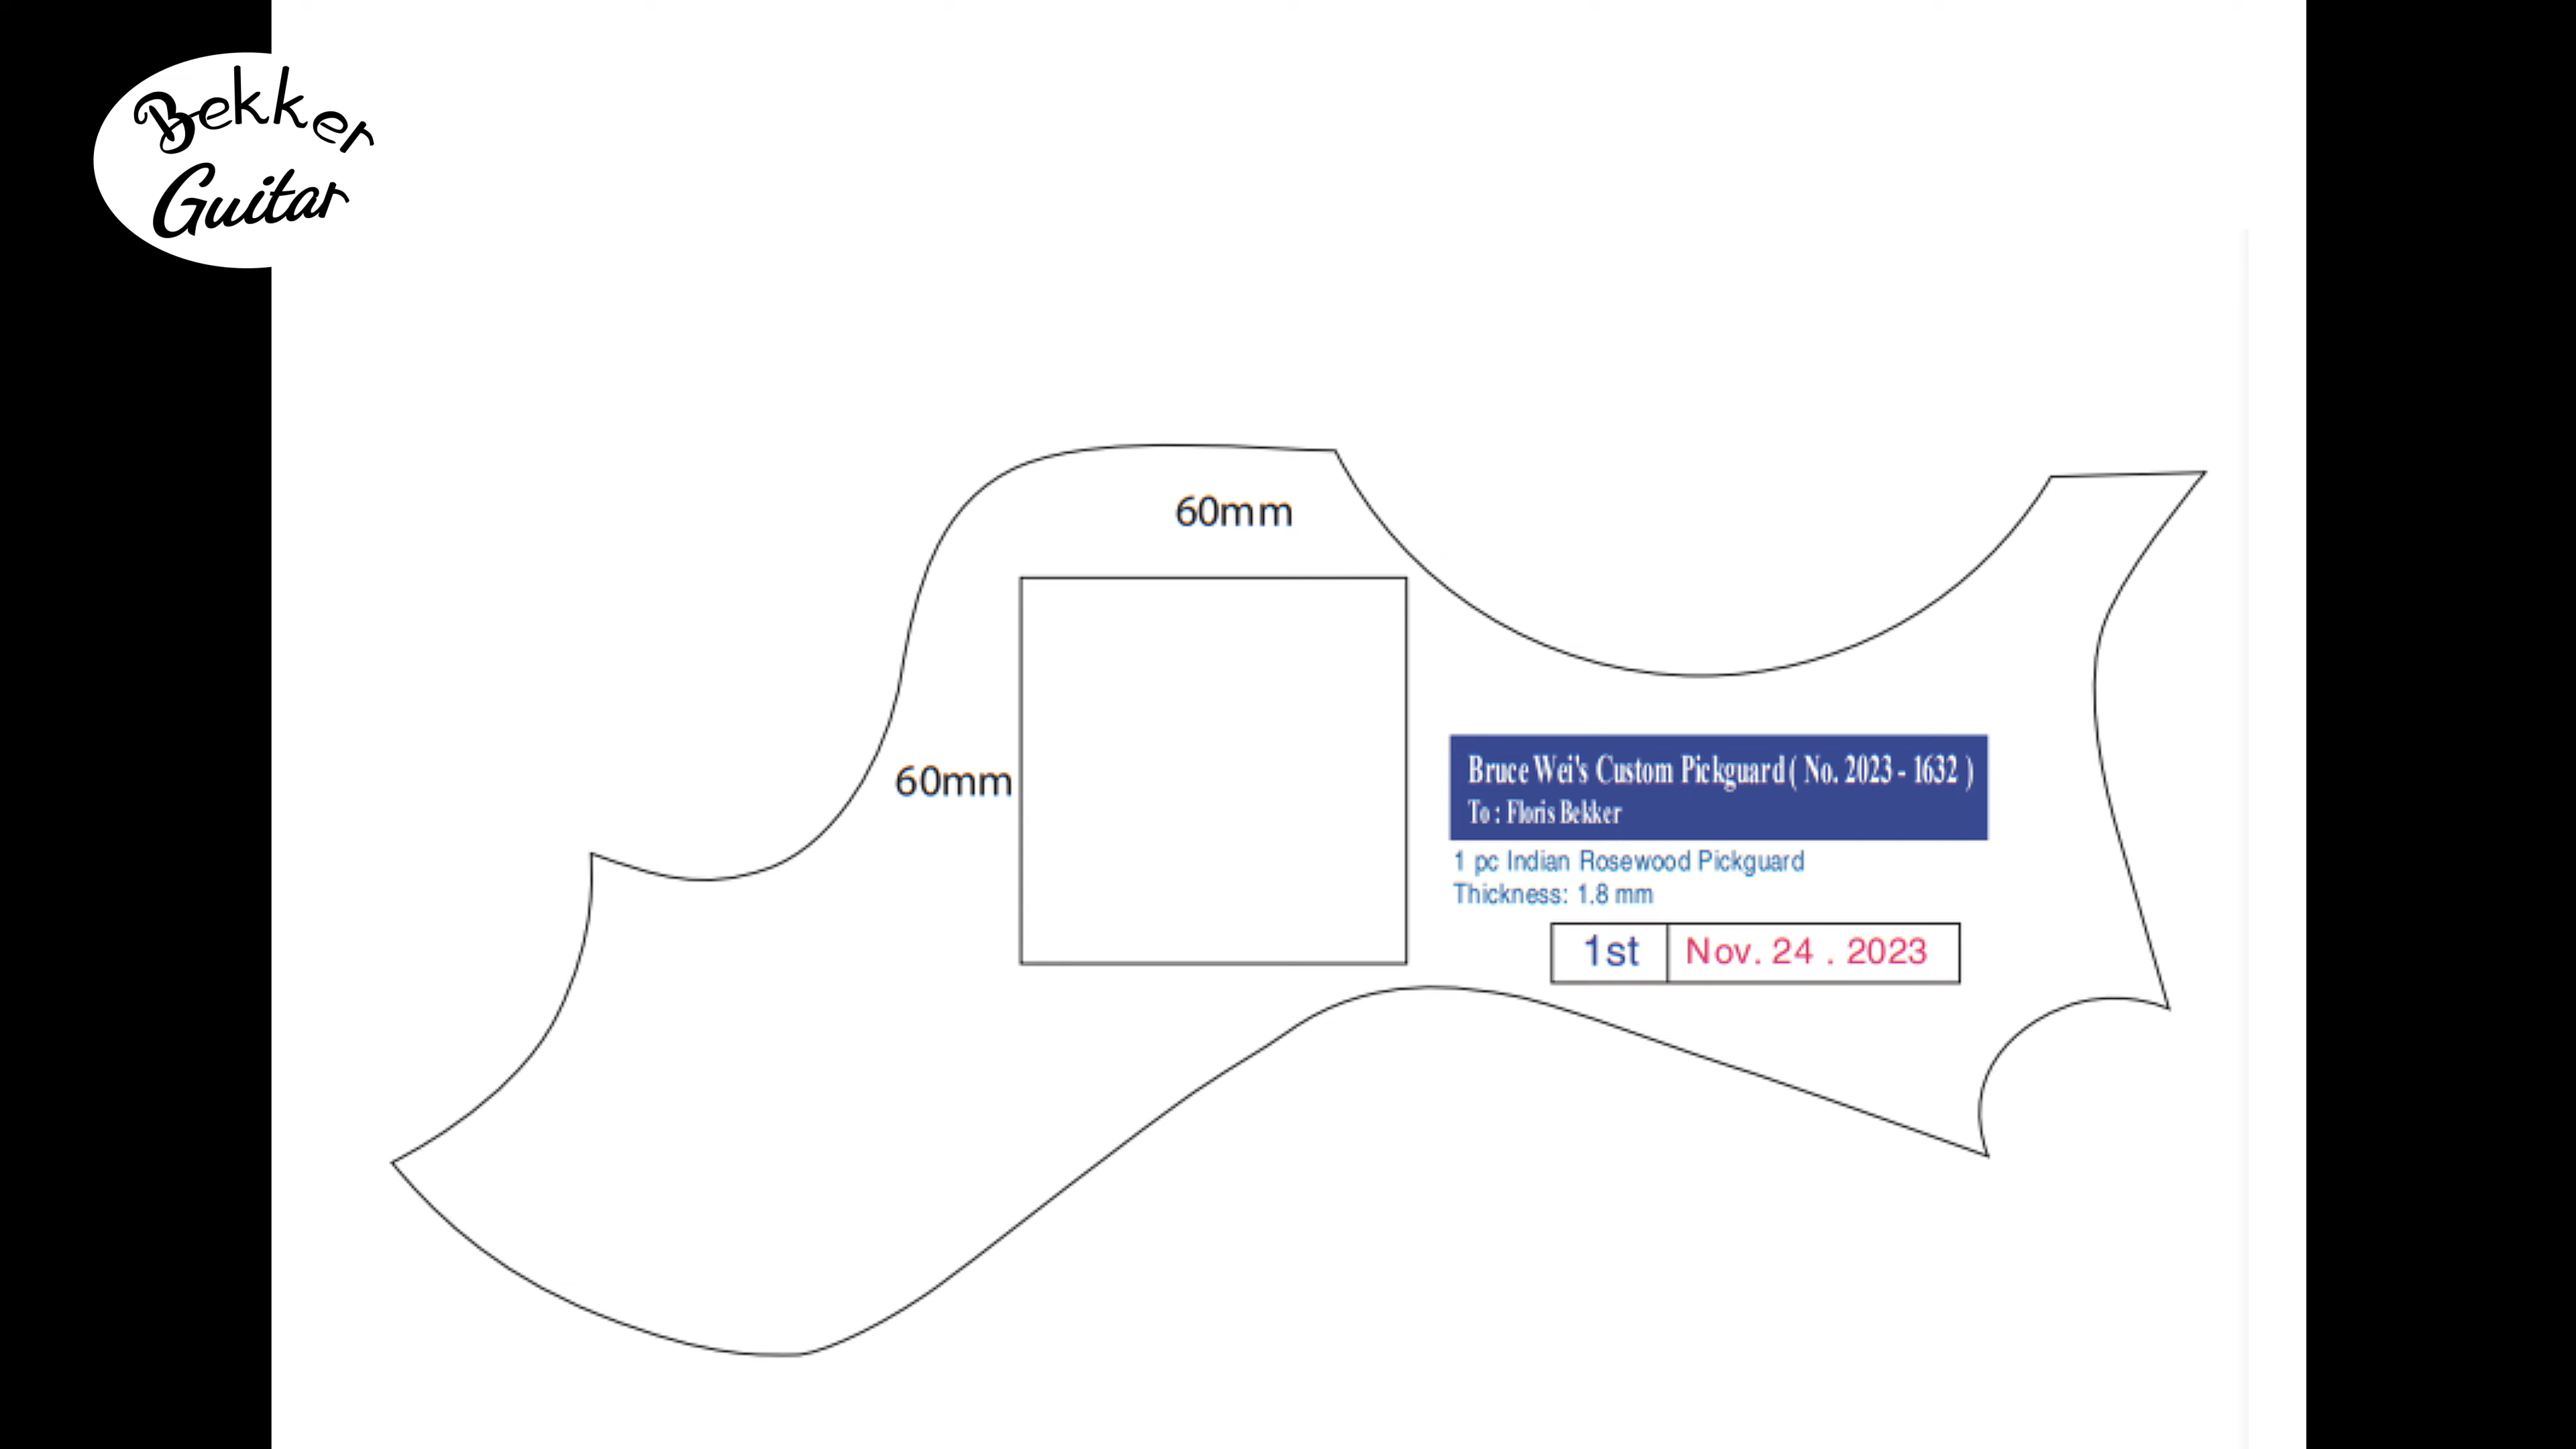 Bekker
Guitar
60mm
60mm
Bruce Wei's Custom Pickguard ( No. 2023 - 1632 )
To : Floris Bekker
1 pc Indian Rosewood Pickguard
Thickness: 1.8 mm
1st Nov. 24 . 2023